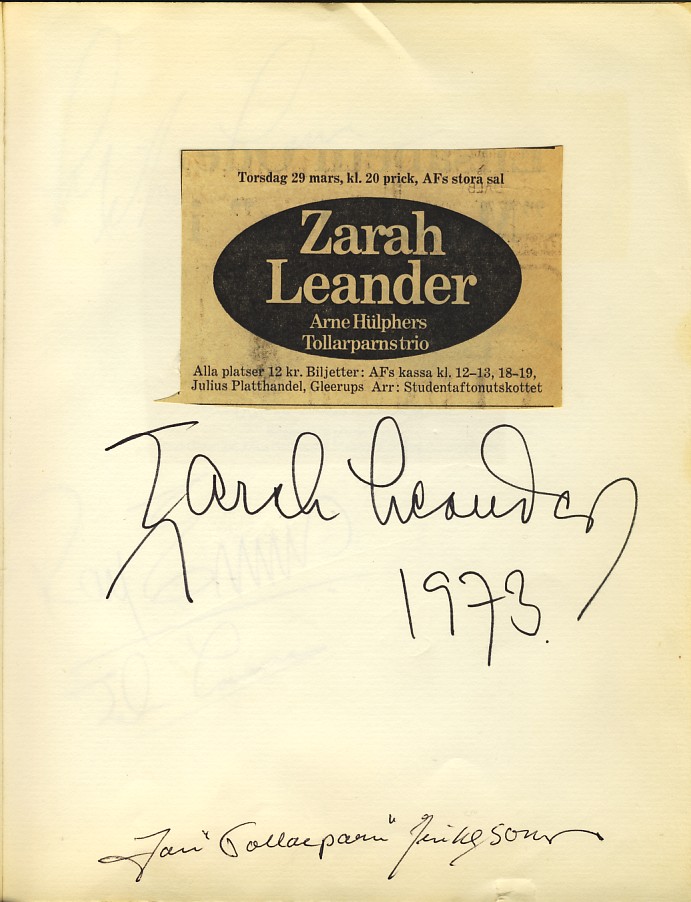 Torsdag 29 mars, kl. 20 prick, AFs stora sal
Zarah
Leander
Arne Hülphers
Tollarparnstrio
Alla platser 12 kr. Biljetter: AFs kassa kl. 12–13, 18–19,
Julius Platthandel, Gleerups Arr: Studentaftonutskottet
Zarah Leander
1973.
Jan "Tollarparn" Eriksson